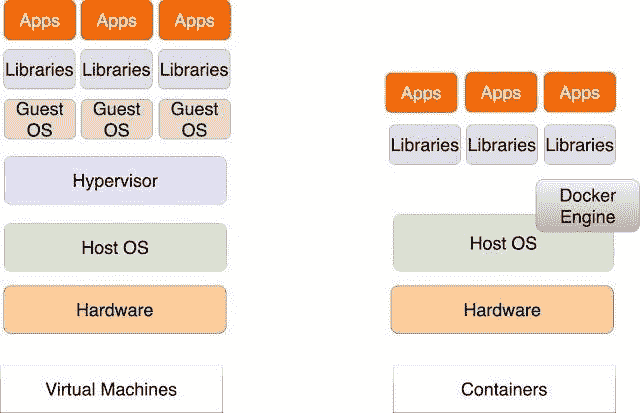 Apps Apps Apps
Libraries Libraries Libraries
Guest Guest Guest
OS OS OS
Hypervisor
Host OS
Hardware
Virtual Machines
Apps Apps Apps
Libraries Libraries Libraries
Docker
Engine
Host OS
Hardware
Containers